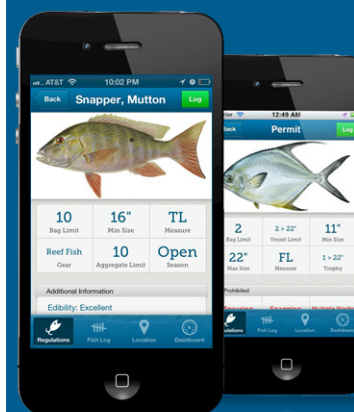 AT&T 10:02 PM
Back Snapper, Mutton Log
10 16" TL
Bag Limit Min Size Measure
Reef Fish 10 Open
Gear Aggregate Limit Season
Additional Information
Edibility: Excellent
Regulations Fish Log Location Dashboard
12:49 AM
Permit Log
2 2 > 22" 11"
Bag Limit Vessel Limit Min Size
22" FL 1 > 22"
Max Size Measure Trophy
Prohibited
Regulations Fish Log Location Dashboard